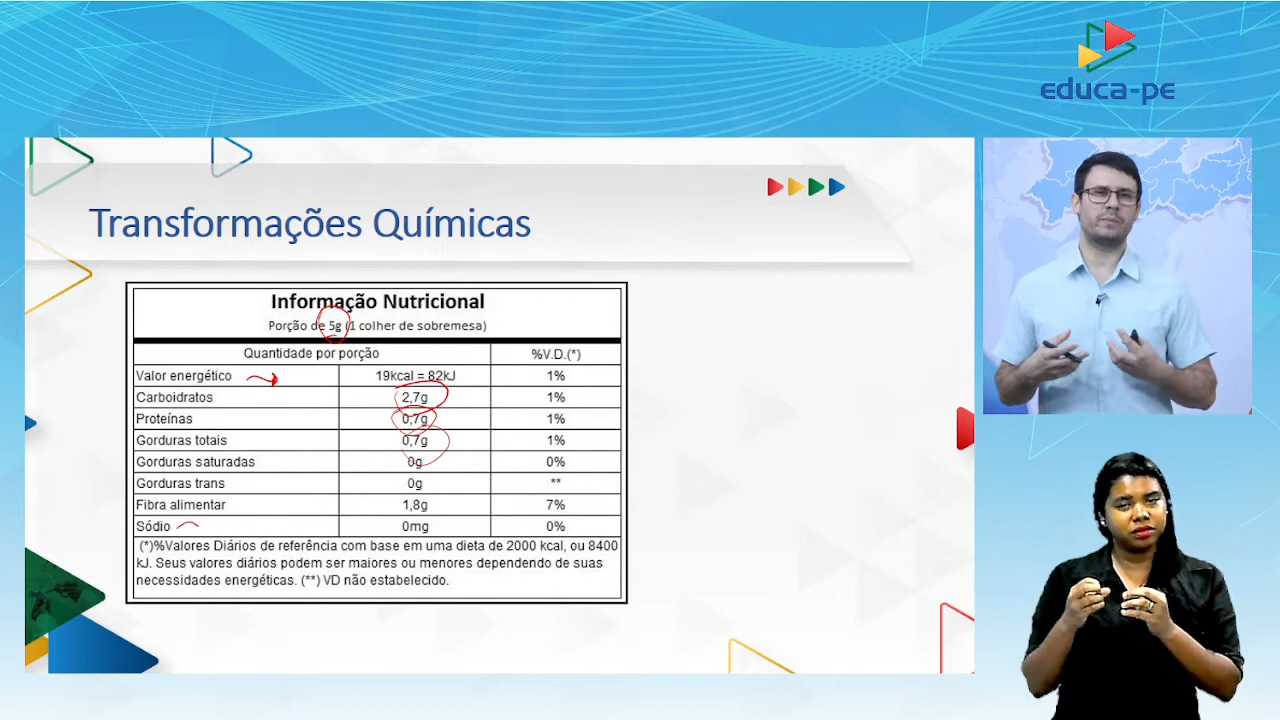 educa-pe
Transformações Químicas
Informação Nutricional
Porção de 5g (1 colher de sobremesa)
Quantidade por porção %V.D.(*)
Valor energético 19kcal = 82kJ 1%
Carboidratos 2,7g 1%
Proteínas 0,7g 1%
Gorduras totais 0,7g 1%
Gorduras saturadas 0g 0%
Gorduras trans 0g **
Fibra alimentar 1,8g 7%
Sódio 0mg 0%
(*)%Valores Diários de referência com base em uma dieta de 2000 kcal, ou 8400
kJ. Seus valores diários podem ser maiores ou menores dependendo de suas
necessidades energéticas. (**) VD não estabelecido.